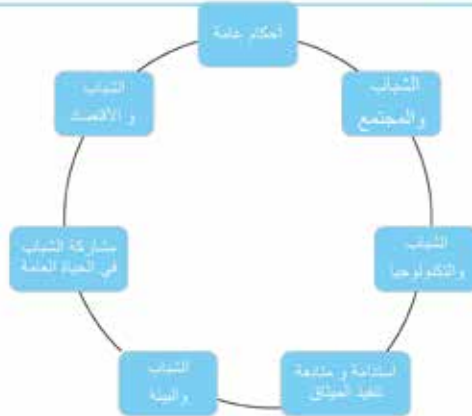 أحكام عامة
الشباب
والمجتمع
الشباب
والتكنولوجيا
استدامة و متابعة
تنفيذ الميثاق
الشباب
والبيئة
مشاركة الشباب
في الحياة العامة
الشباب
و الاقتصاد